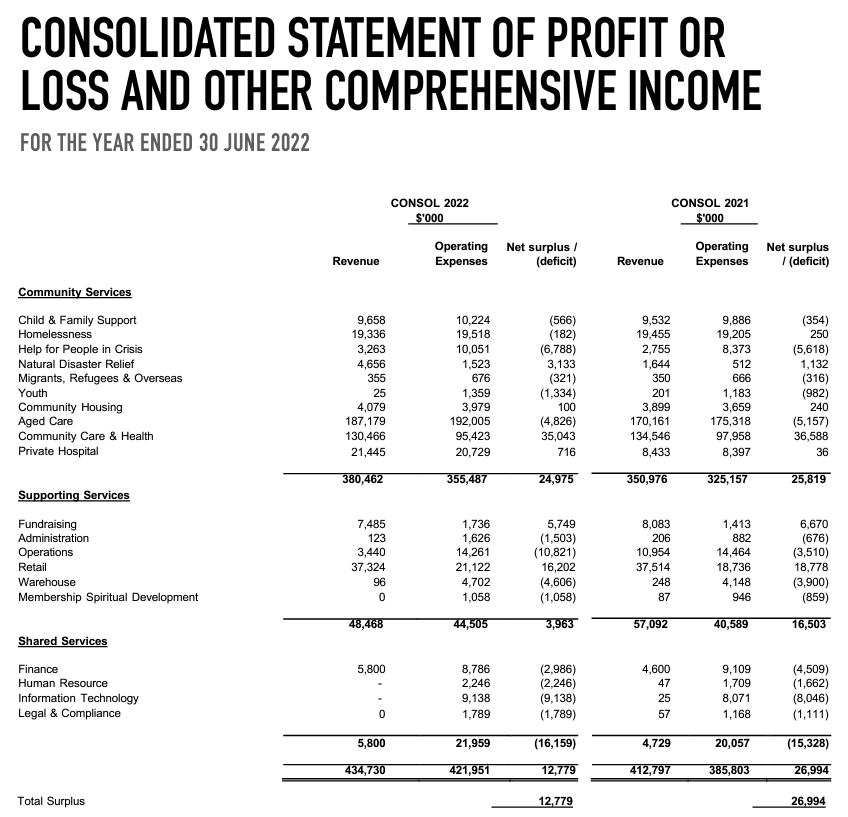 CONSOLIDATED STATEMENT OF PROFIT OR
LOSS AND OTHER COMPREHENSIVE INCOME
FOR THE YEAR ENDED 30 JUNE 2022
CONSOL 2022 CONSOL 2021
$'000 $'000
Operating Net surplus / Operating Net surplus
Revenue Expenses (deficit) Revenue Expenses / (deficit)
Community Services
Child & Family Support 9,658 10,224 (566) 9,532 9,886 (354)
Homelessness 19,336 19,518 (182) 19,455 19,205 250
Help for People in Crisis 3,263 10,051 (6,788) 2,755 8,373 (5,618)
Natural Disaster Relief 4,656 1,523 3,133 1,644 512 1,132
Migrants, Refugees & Overseas 355 676 (321) 350 666 (316)
Youth 25 1,359 (1,334) 201 1,183 (982)
Community Housing 4,079 3,979 100 3,899 3,659 240
Aged Care 187,179 192,005 (4,826) 170,161 175,318 (5,157)
Community Care & Health 130,466 95,423 35,043 134,546 97,958 36,588
Private Hospital 21,445 20,729 716 8,433 8,397 36
380,462 355,487 24,975 350,976 325,157 25,819
Supporting Services
Fundraising 7,485 1,736 5,749 8,083 1,413 6,670
Administration 123 1,626 (1,503) 206 882 (676)
Operations 3,440 14,261 (10,821) 10,954 14,464 (3,510)
Retail 37,324 21,122 16,202 37,514 18,736 18,778
Warehouse 96 4,702 (4,606) 248 4,148 (3,900)
Membership Spiritual Development 0 1,058 (1,058) 87 946 (859)
48,468 44,505 3,963 57,092 40,589 16,503
Shared Services
Finance 5,800 8,786 (2,986) 4,600 9,109 (4,509)
Human Resource - 2,246 (2,246) 47 1,709 (1,662)
Information Technology - 9,138 (9,138) 25 8,071 (8,046)
Legal & Compliance 0 1,789 (1,789) 57 1,168 (1,111)
5,800 21,959 (16,159) 4,729 20,057 (15,328)
434,730 421,951 12,779 412,797 385,803 26,994
Total Surplus 12,779 26,994